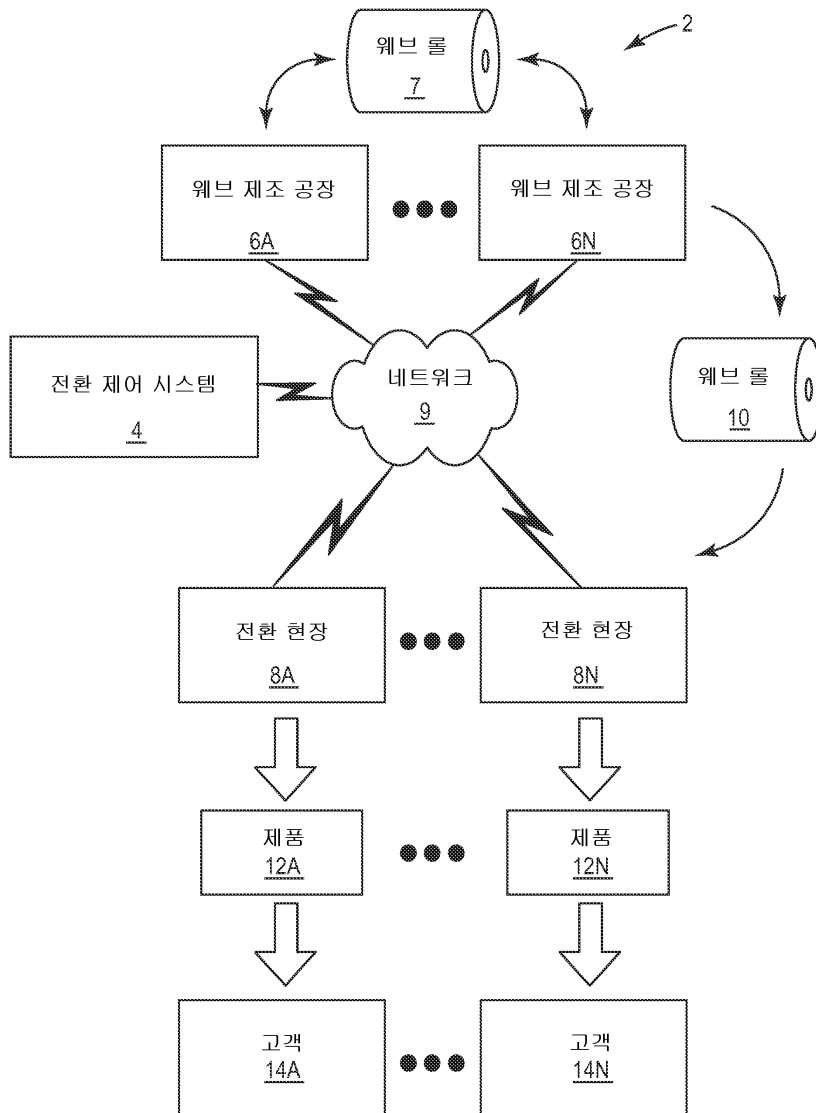 2
웨브 롤
7
웨브 제조 공장
6A
웨브 제조 공장
6N
전환 제어 시스템
4
네트워크
9
웨브 롤
10
전환 현장
8A
전환 현장
8N
제품
12A
제품
12N
고객
14A
고객
14N